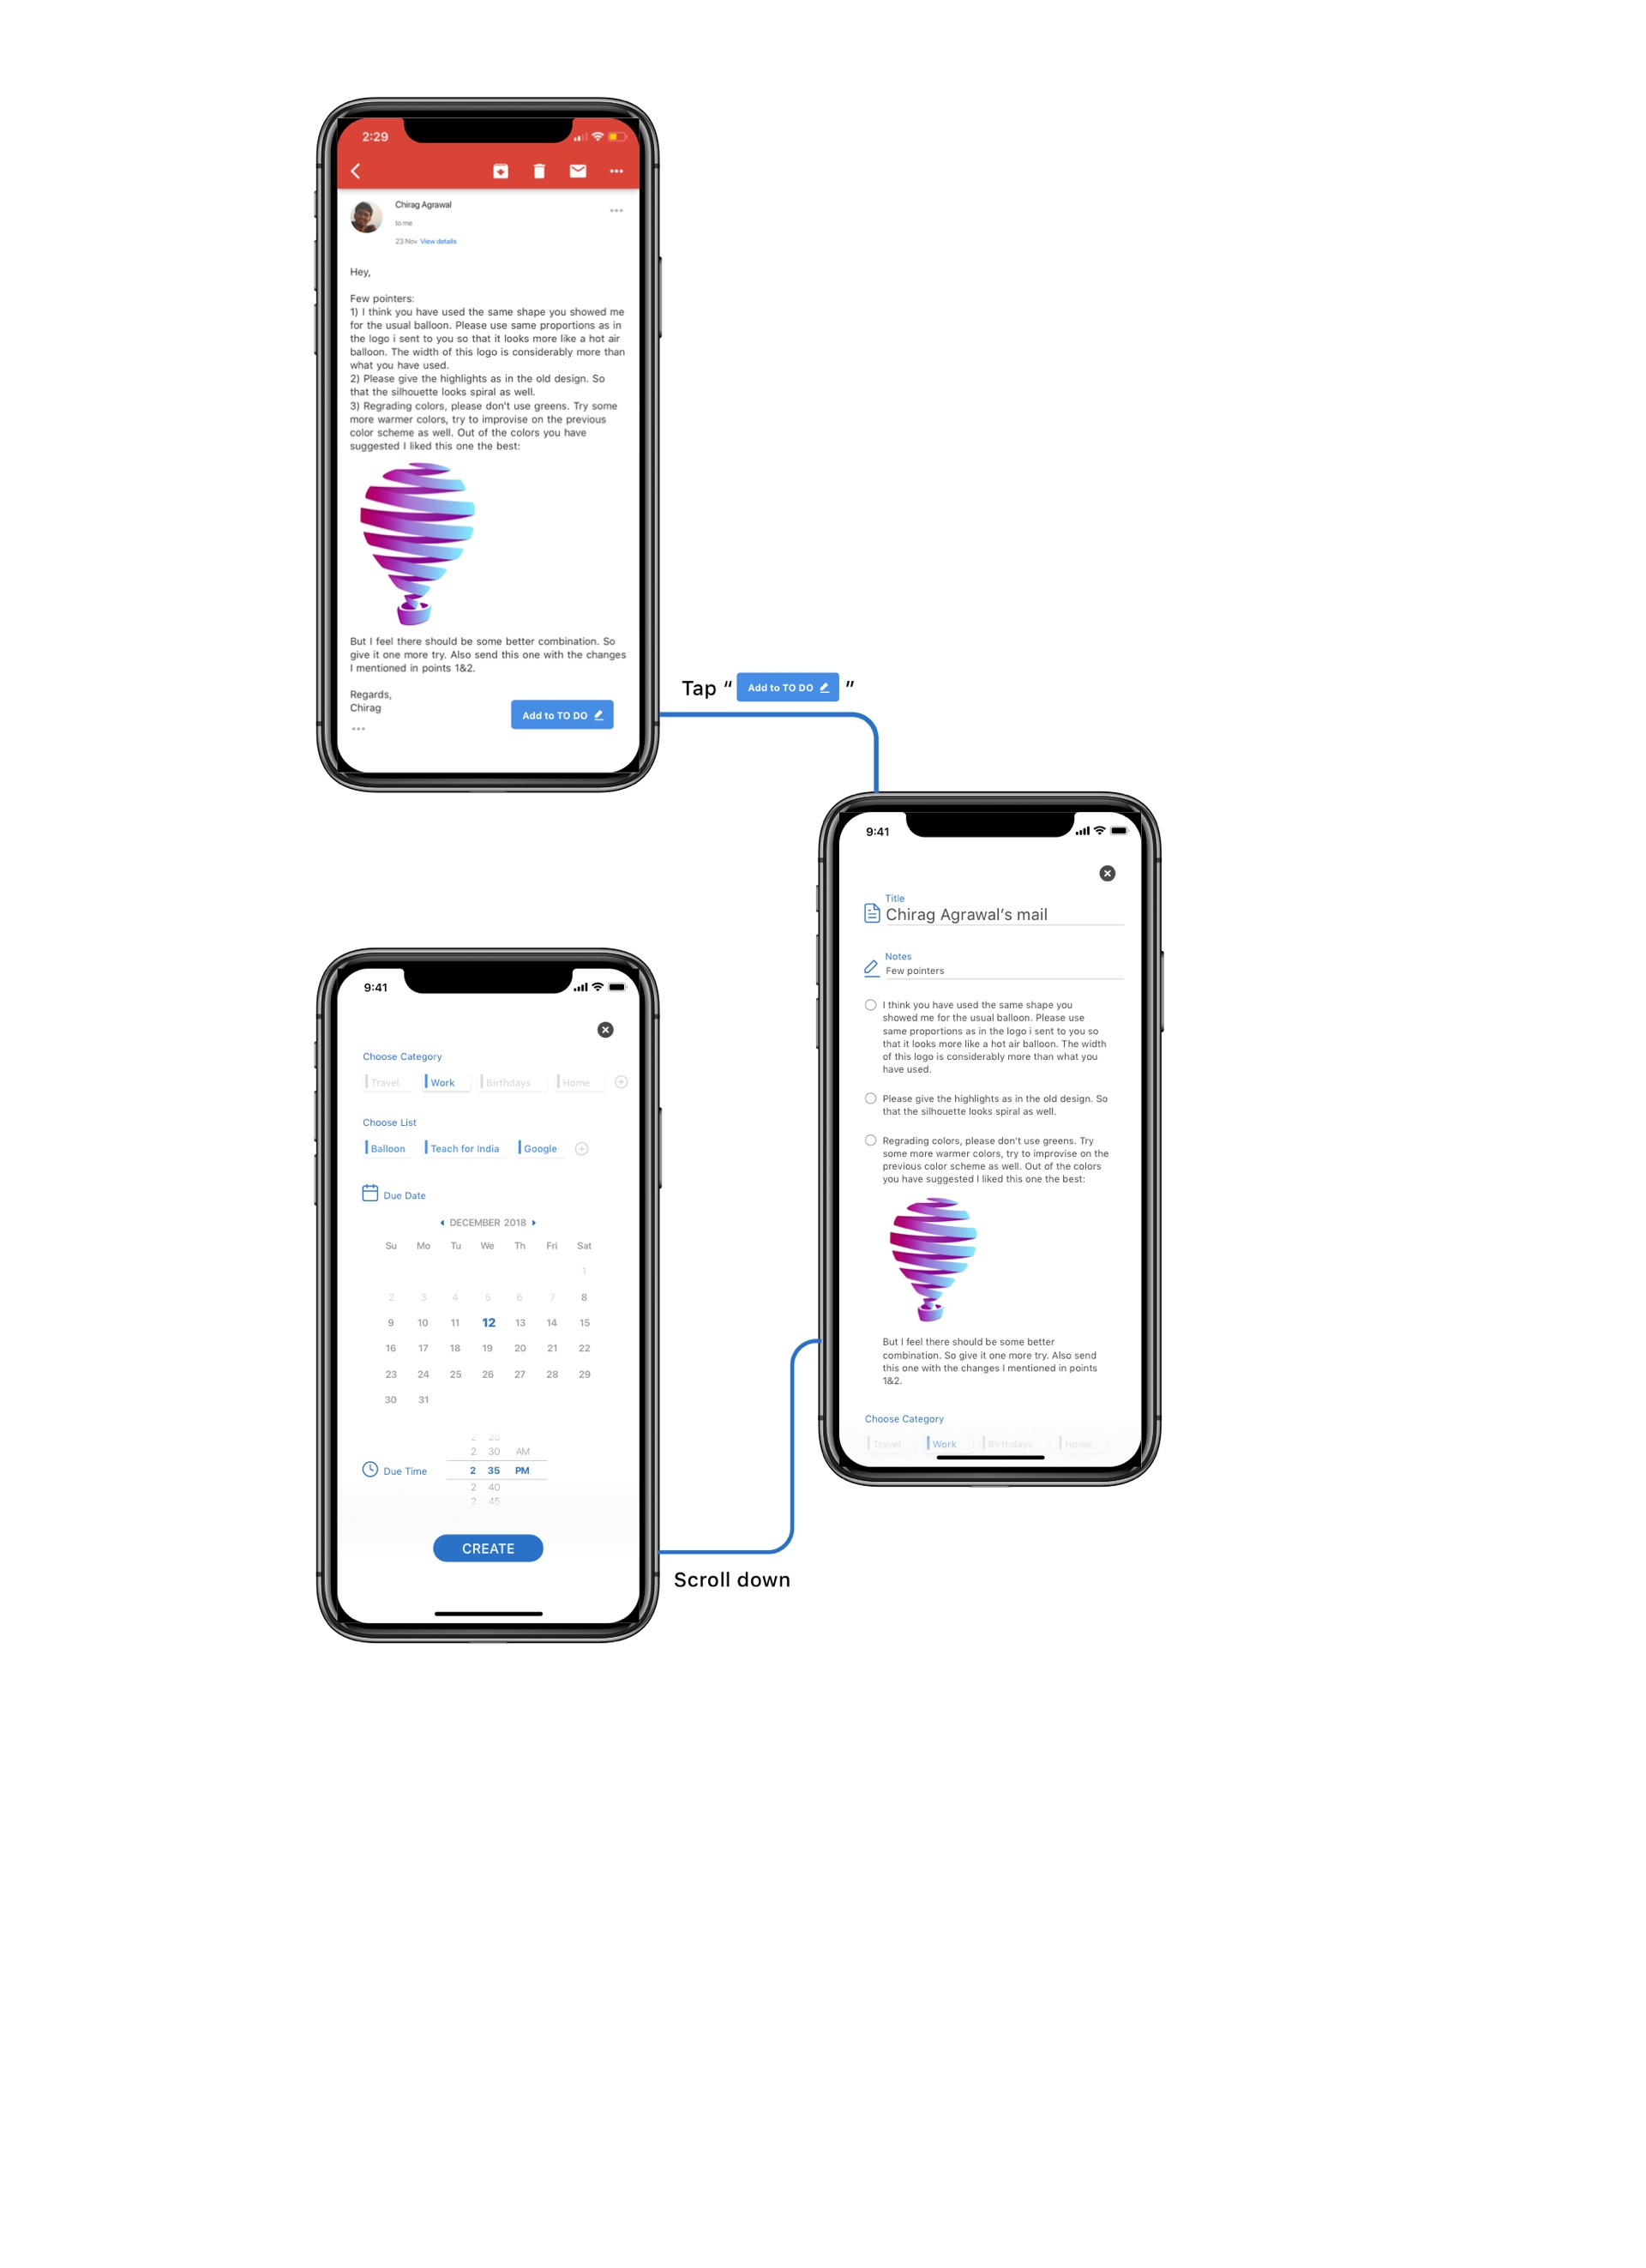 2:29
Chirag Agrawal
to me
23 Nov View details
Hey,
Few pointers:
1) I think you have used the same shape you showed me
for the usual balloon. Please use same proportions as in
the logo i sent to you so that it looks more like a hot air
balloon. The width of this logo is considerably more than
what you have used.
2) Please give the highlights as in the old design. So
that the silhouette looks spiral as well.
3) Regrading colors, please don't use greens. Try some
more warmer colors, try to improvise on the previous
color scheme as well. Out of the colors you have
suggested I liked this one the best:
But I feel there should be some better combination. So
give it one more try. Also send this one with the changes
I mentioned in points 1&2.
Regards,
Chirag
Add to TO DO
Tap “ Add to TO DO ”
9:41
Title
Chirag Agrawal’s mail
Notes
Few pointers
I think you have used the same shape you
showed me for the usual balloon. Please use
same proportions as in the logo i sent to you so
that it looks more like a hot air balloon. The width
of this logo is considerably more than what you
have used.
Please give the highlights as in the old design. So
that the silhouette looks spiral as well.
Regrading colors, please don't use greens. Try
some more warmer colors, try to improvise on the
previous color scheme as well. Out of the colors
you have suggested I liked this one the best:
But I feel there should be some better
combination. So give it one more try. Also send
this one with the changes I mentioned in points
1&2.
Choose Category
Travel Work Birthdays Home
Scroll down
9:41
Choose Category
Travel Work Birthdays Home
Choose List
Balloon Teach for India Google
Due Date
DECEMBER 2018
Su Mo Tu We Th Fri Sat
1
2 3 4 5 6 7 8
9 10 11 12 13 14 15
16 17 18 19 20 21 22
23 24 25 26 27 28 29
30 31
2 25
2 30 AM
Due Time 2 35 PM
2 40
2 45
CREATE